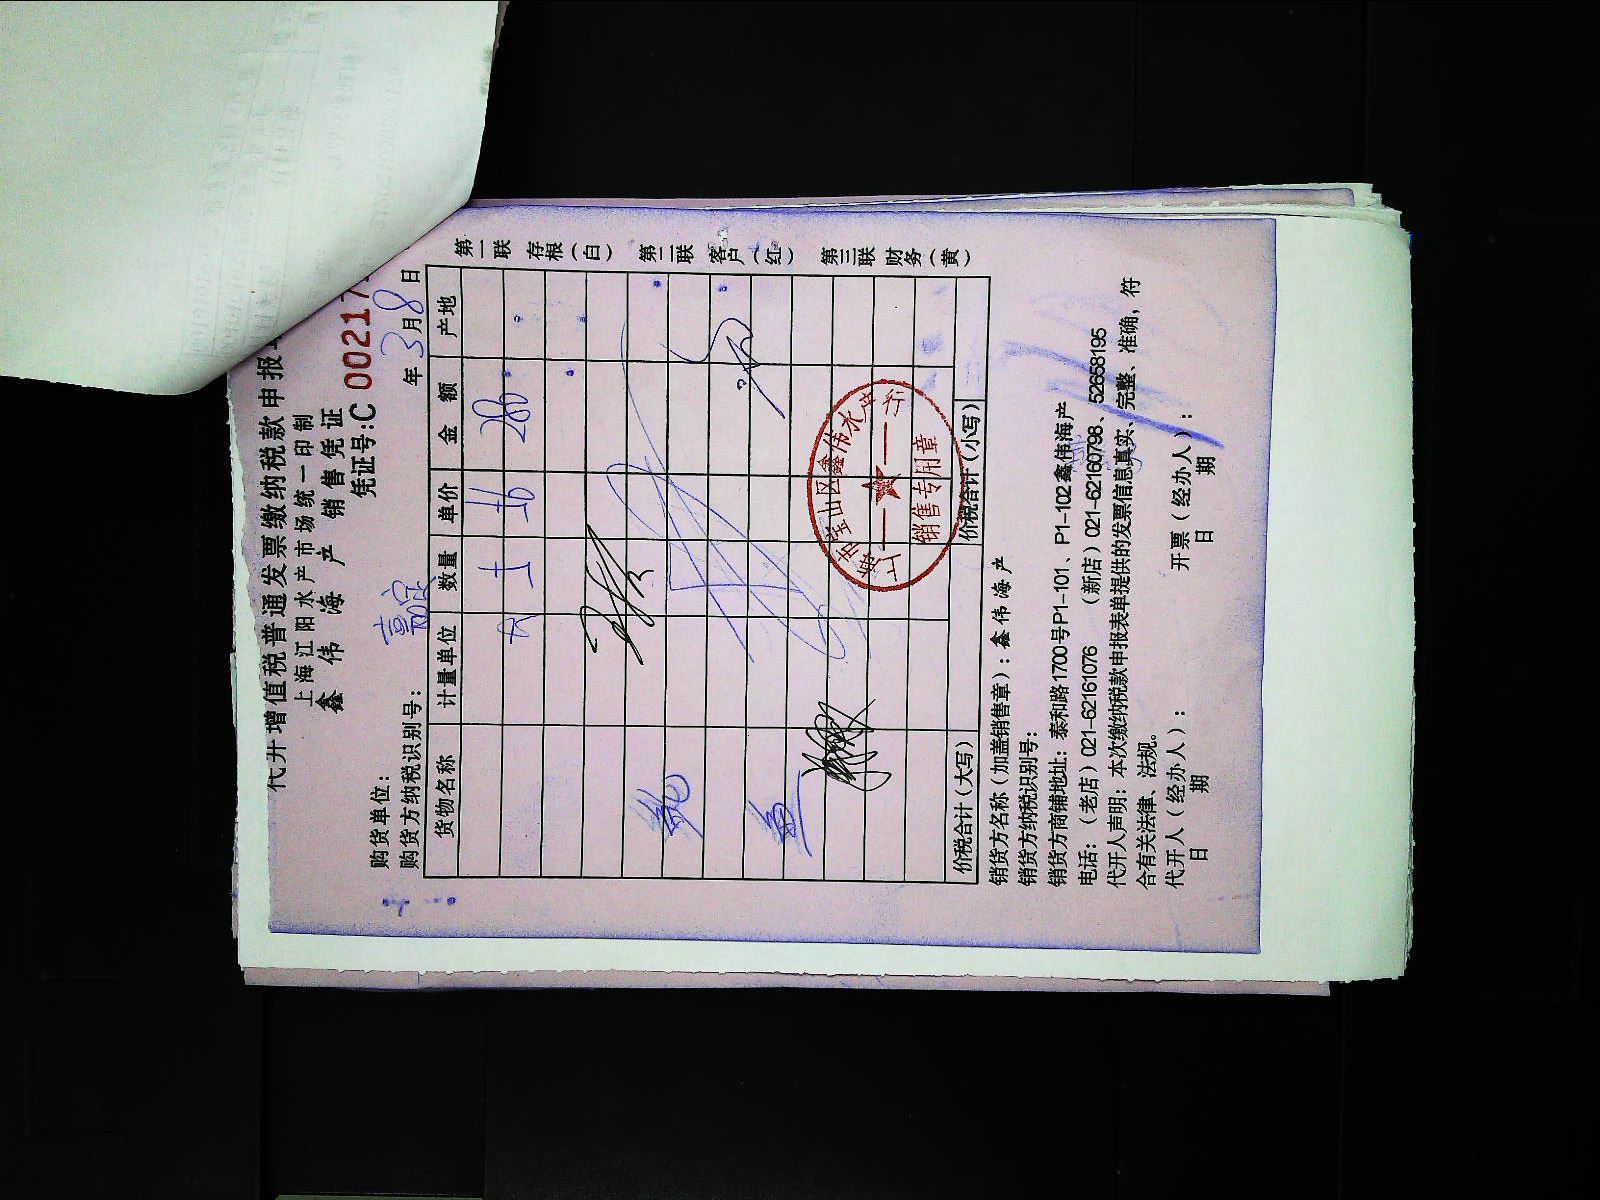 代开增值税普通发票缴纳税款申报
上海江阳水产市场统一印制
鑫伟海产 销售凭证
凭证号:C 00217
购货单位: 嘉定
购货方纳税识别号: 年3月8日
货物名称 计量单位 数量 单价 金额 产地
280
价税合计（大写） 价税合计（小写）
第一联 存根（白） 第二联 客户（红） 第三联 财务（黄）
上海市宝山区鑫伟水产行
销售专用章
销货方名称（加盖销售章）: 鑫伟海产
销货方纳税识别号:
销货方商铺地址: 泰和路1700号P1-101、P1-102鑫伟海产
电话:（老店）021-62161076 （新店）021-62160798、52658195
代开人声明: 本次缴纳税款申报表单提供的发票信息真实、完整、准确, 符
合有关法律、法规。
代开人（经办人）: 开票（经办人）:
日期 日期